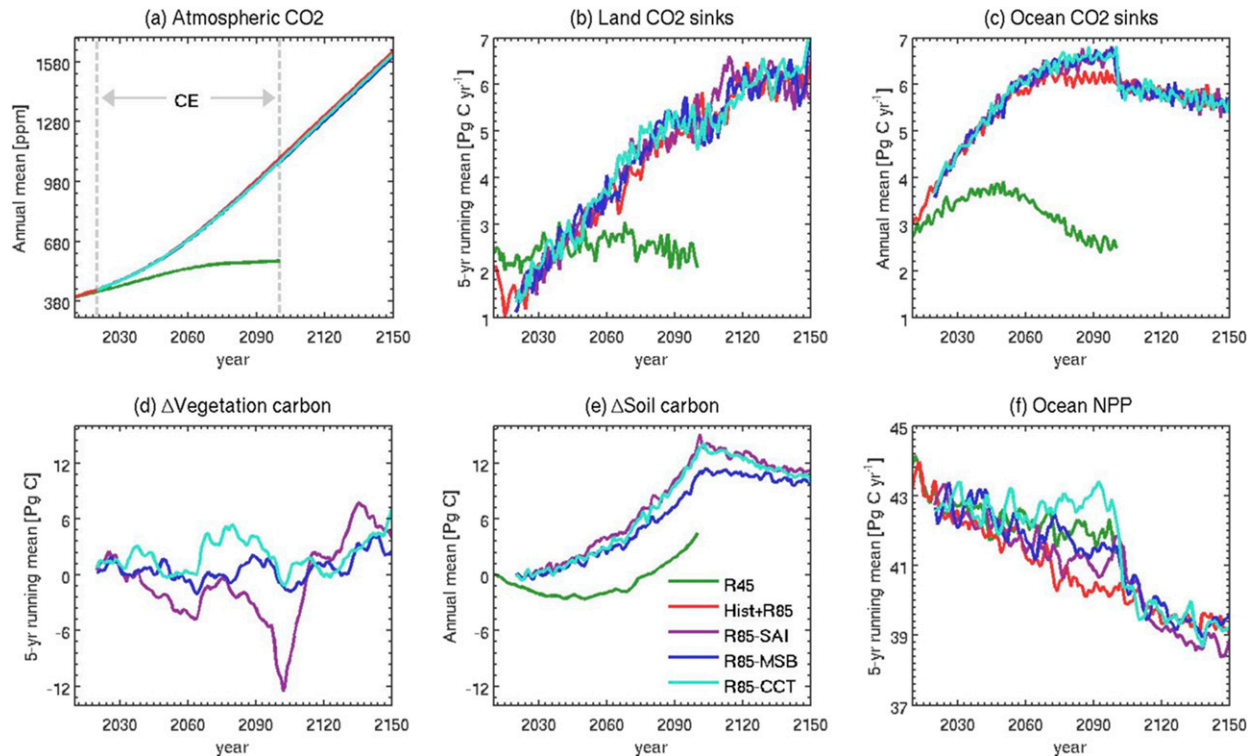 (a) Atmospheric CO2
Annual mean [ppm]
1580
1280
980
680
380
CE
2030 2060 2090 2120 2150
year
(b) Land CO2 sinks
5-yr running mean [Pg C yr-1]
7
6
5
4
3
2
1
2030 2060 2090 2120 2150
year
(c) Ocean CO2 sinks
Annual mean [Pg C yr-1]
7
6
5
4
3
2
1
2030 2060 2090 2120 2150
year
(d) ΔVegetation carbon
5-yr running mean [Pg C]
12
6
0
-6
-12
2030 2060 2090 2120 2150
year
(e) ΔSoil carbon
Annual mean [Pg C]
12
6
0
-6
-12
R45
Hist+R85
R85-SAI
R85-MSB
R85-CCT
2030 2060 2090 2120 2150
year
(f) Ocean NPP
5-yr running mean [Pg C yr-1]
45
43
41
39
37
2030 2060 2090 2120 2150
year